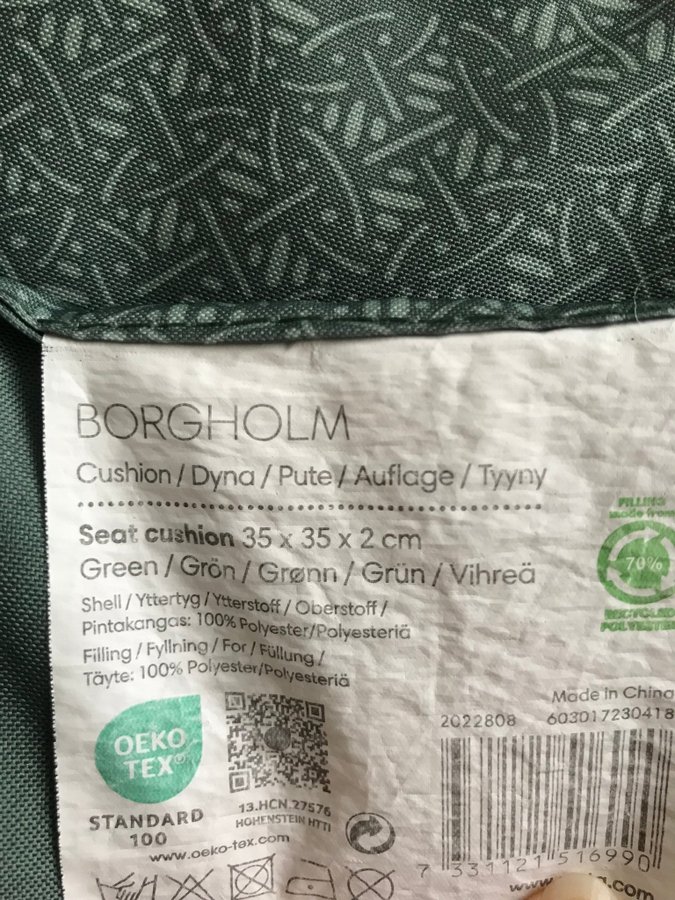 BORGHOLM
Cushion / Dyna / Pute / Auflage / Tyyny
Seat cushion 35 x 35 x 2 cm
Green / Grön / Grønn / Grün / Vihreä
Shell / Yttertyg / Ytterstoff / Oberstoff /
Pintakangas: 100% Polyester/Polyesteriä
Filling / Fyllning / For / Füllung /
Täyte: 100% Polyester/Polyesteriä
FILLING
made from
70%
RECYCLED
POLYESTER
OEKO
TEX®
STANDARD
100
13.HCN.27576
HOHENSTEIN HTTI
www.oeko-tex.com
Made in China
2022808 603017230418
7 331121 516990